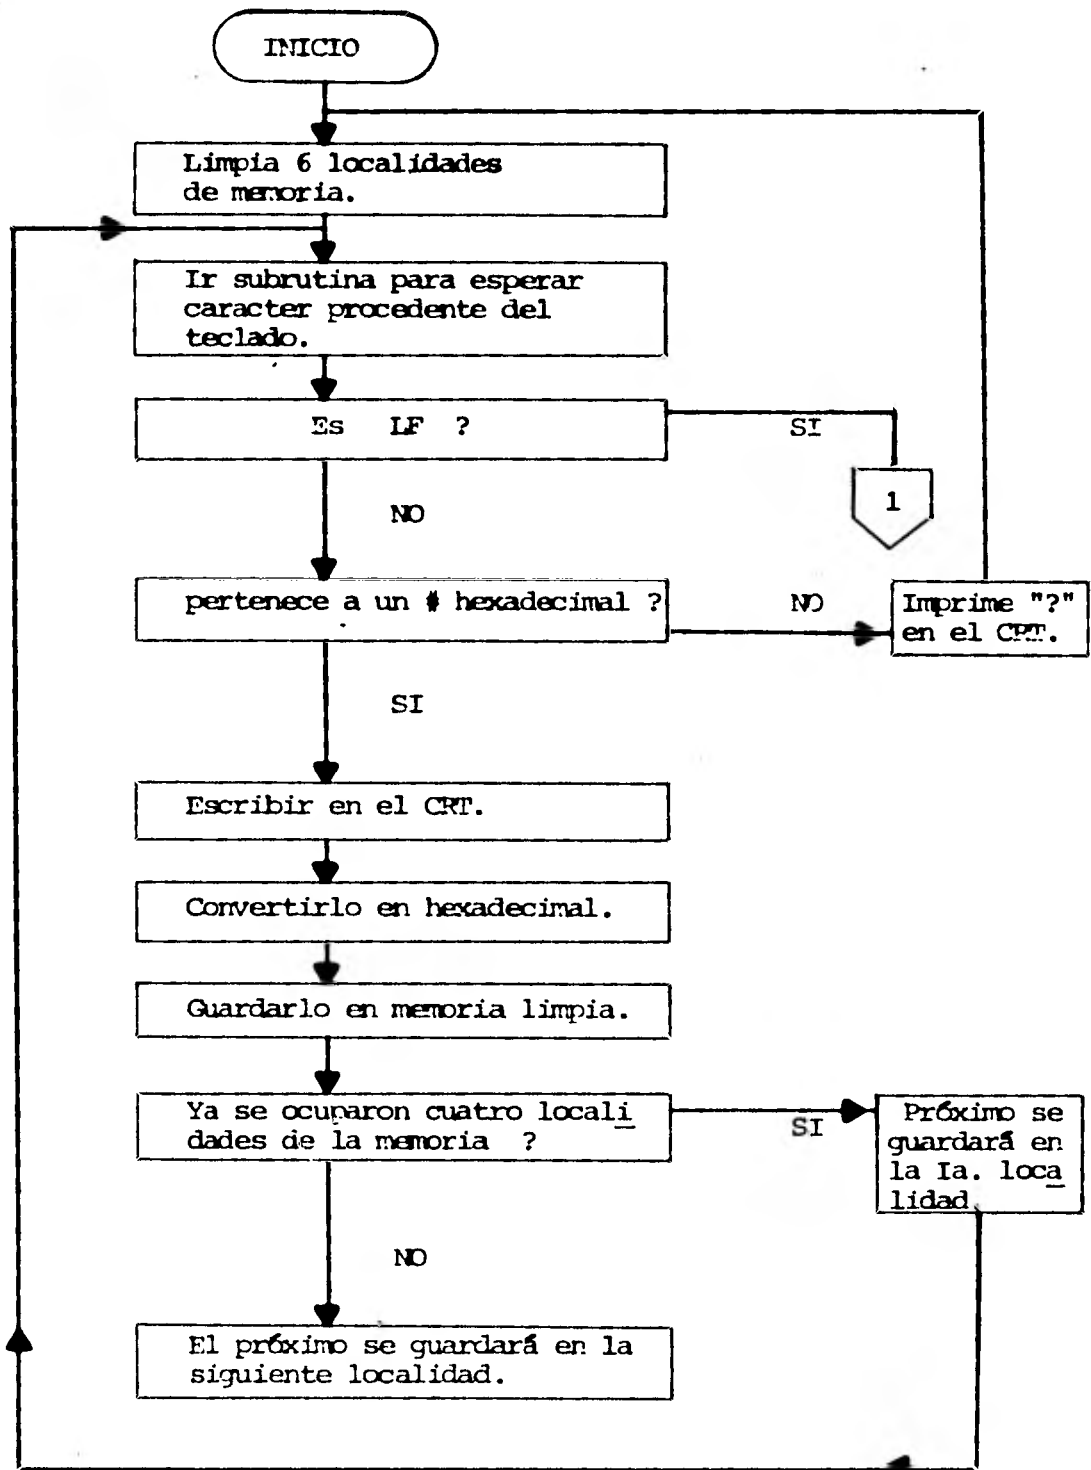 INICIO
Limpia 6 localidades
de memoria.
Ir subrutina para esperar
caracter procedente del
teclado.
Es LF ?
SI
1
NO
pertenece a un # hexadecimal ?
NO
Imprime "?"
en el CRT.
SI
Escribir en el CRT.
Convertirlo en hexadecimal.
Guardarlo en memoria limpia.
Ya se ocuparon cuatro locali
dades de la memoria ?
SI
Próximo se
guardará en
la Ia. loca
lidad
NO
El próximo se guardará en la
siguiente localidad.